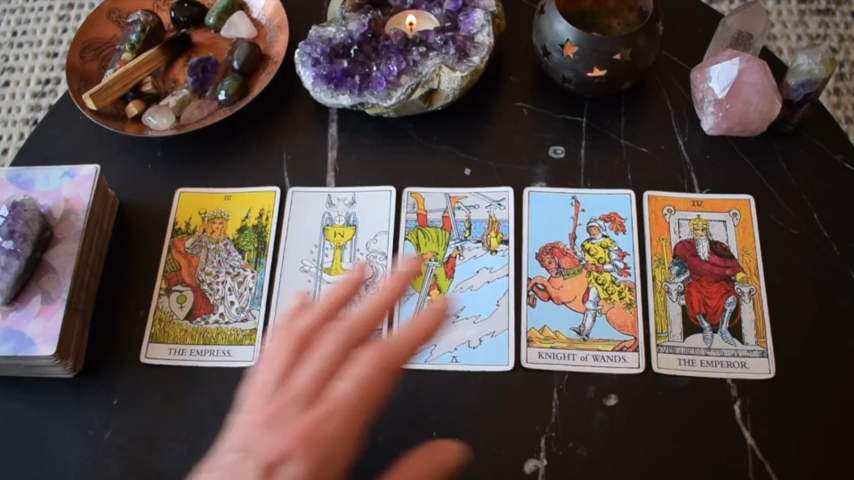 III
THE EMPRESS.
V
KNIGHT of WANDS.
IV
THE EMPEROR.